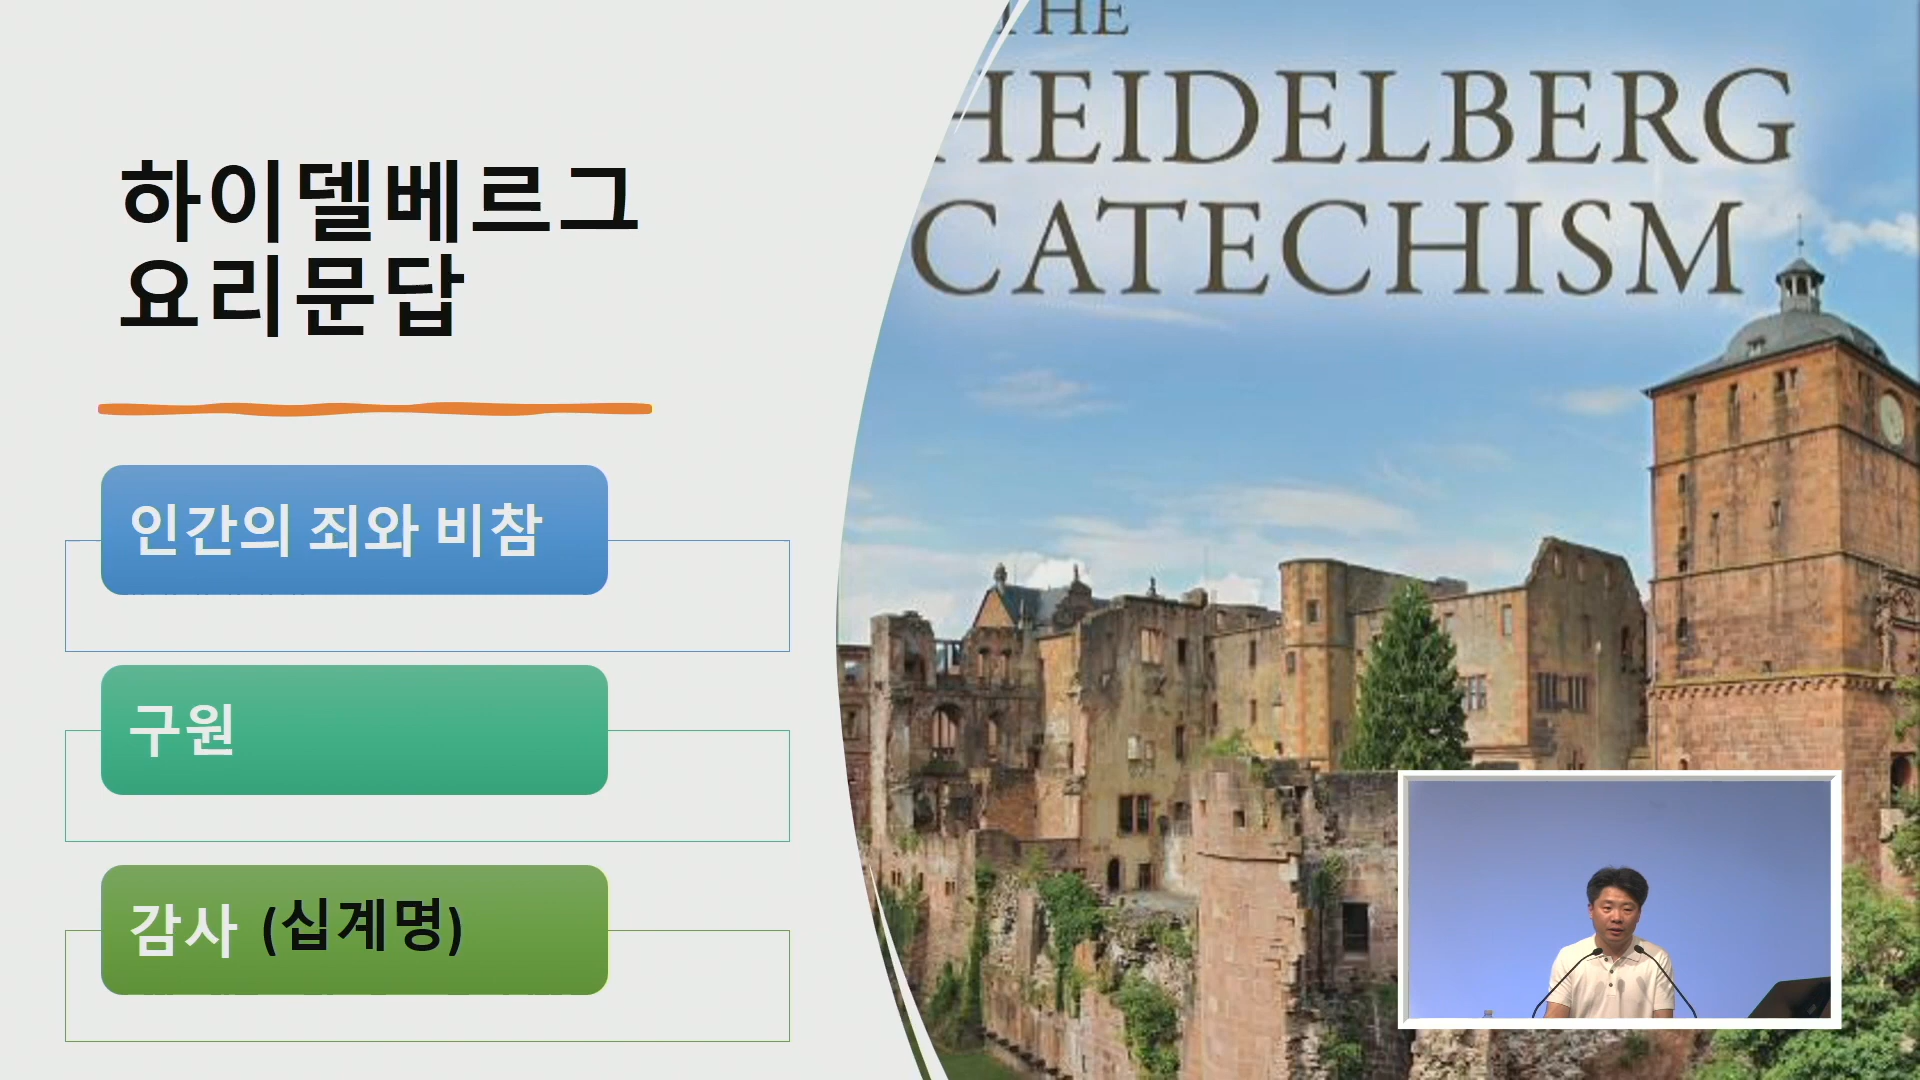 하이델베르그
요리문답
인간의 죄와 비참
구원
감사 (십계명)
THE
HEIDELBERG
CATECHISM